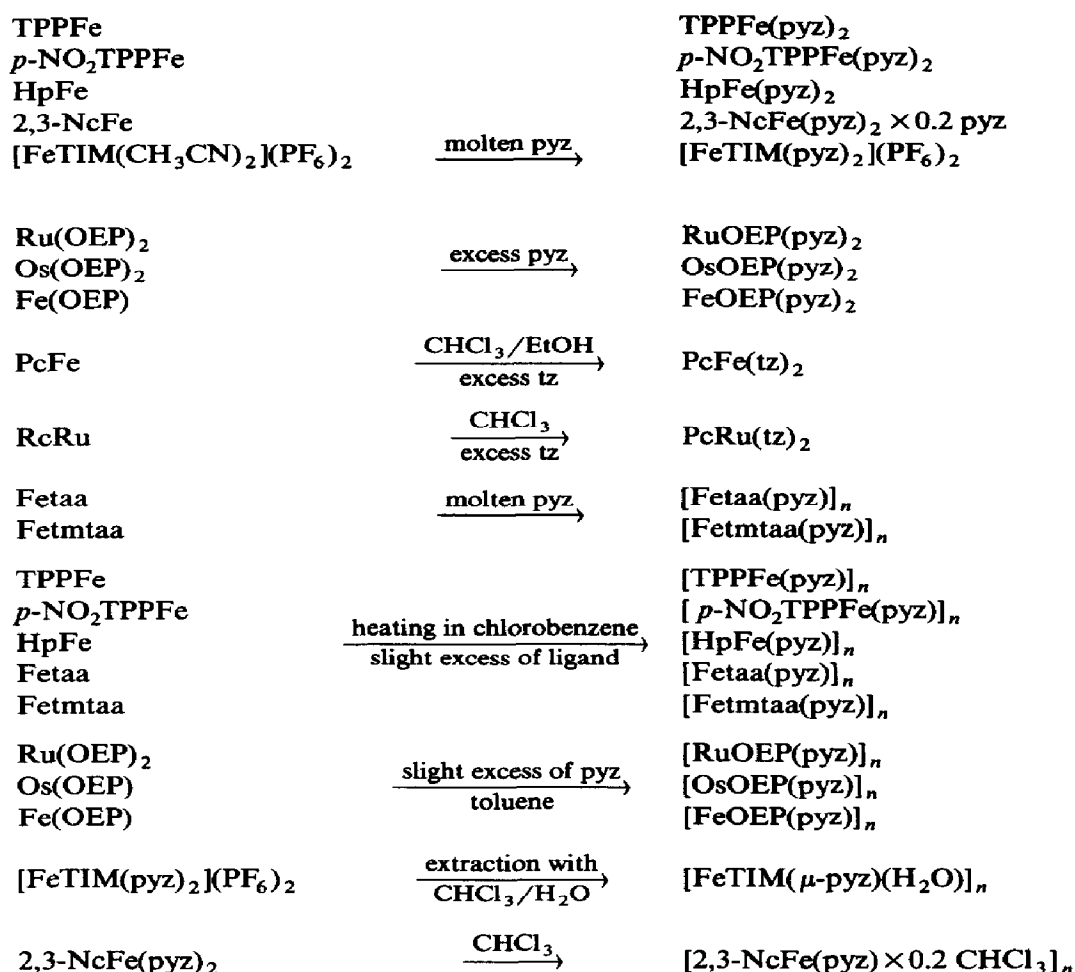 TPPFe TPPFe(pyz)₂
p-NO₂TPPFe p-NO₂TPPFe(pyz)₂
HpFe HpFe(pyz)₂
2,3-NcFe 2,3-NcFe(pyz)₂ × 0.2 pyz
[FeTIM(CH₃CN)₂](PF₆)₂ molten pyz → [FeTIM(pyz)₂](PF₆)₂
Ru(OEP)₂ RuOEP(pyz)₂
Os(OEP)₂ excess pyz → OsOEP(pyz)₂
Fe(OEP) FeOEP(pyz)₂
PcFe CHCl₃/EtOH → PcFe(tz)₂
excess tz
RcRu CHCl₃ → PcRu(tz)₂
excess tz
Fetaa molten pyz → [Fetaa(pyz)]ₙ
Fetmtaa [Fetmtaa(pyz)]ₙ
TPPFe [TPPFe(pyz)]ₙ
p-NO₂TPPFe [p-NO₂TPPFe(pyz)]ₙ
HpFe heating in chlorobenzene → [HpFe(pyz)]ₙ
slight excess of ligand
Fetaa [Fetaa(pyz)]ₙ
Fetmtaa [Fetmtaa(pyz)]ₙ
Ru(OEP)₂ [RuOEP(pyz)]ₙ
Os(OEP) slight excess of pyz → [OsOEP(pyz)]ₙ
toluene
Fe(OEP) [FeOEP(pyz)]ₙ
[FeTIM(pyz)₂](PF₆)₂ extraction with → [FeTIM(μ-pyz)(H₂O)]ₙ
CHCl₃/H₂O
2,3-NcFe(pyz)₂ CHCl₃ → [2,3-NcFe(pyz) × 0.2 CHCl₃]ₙ